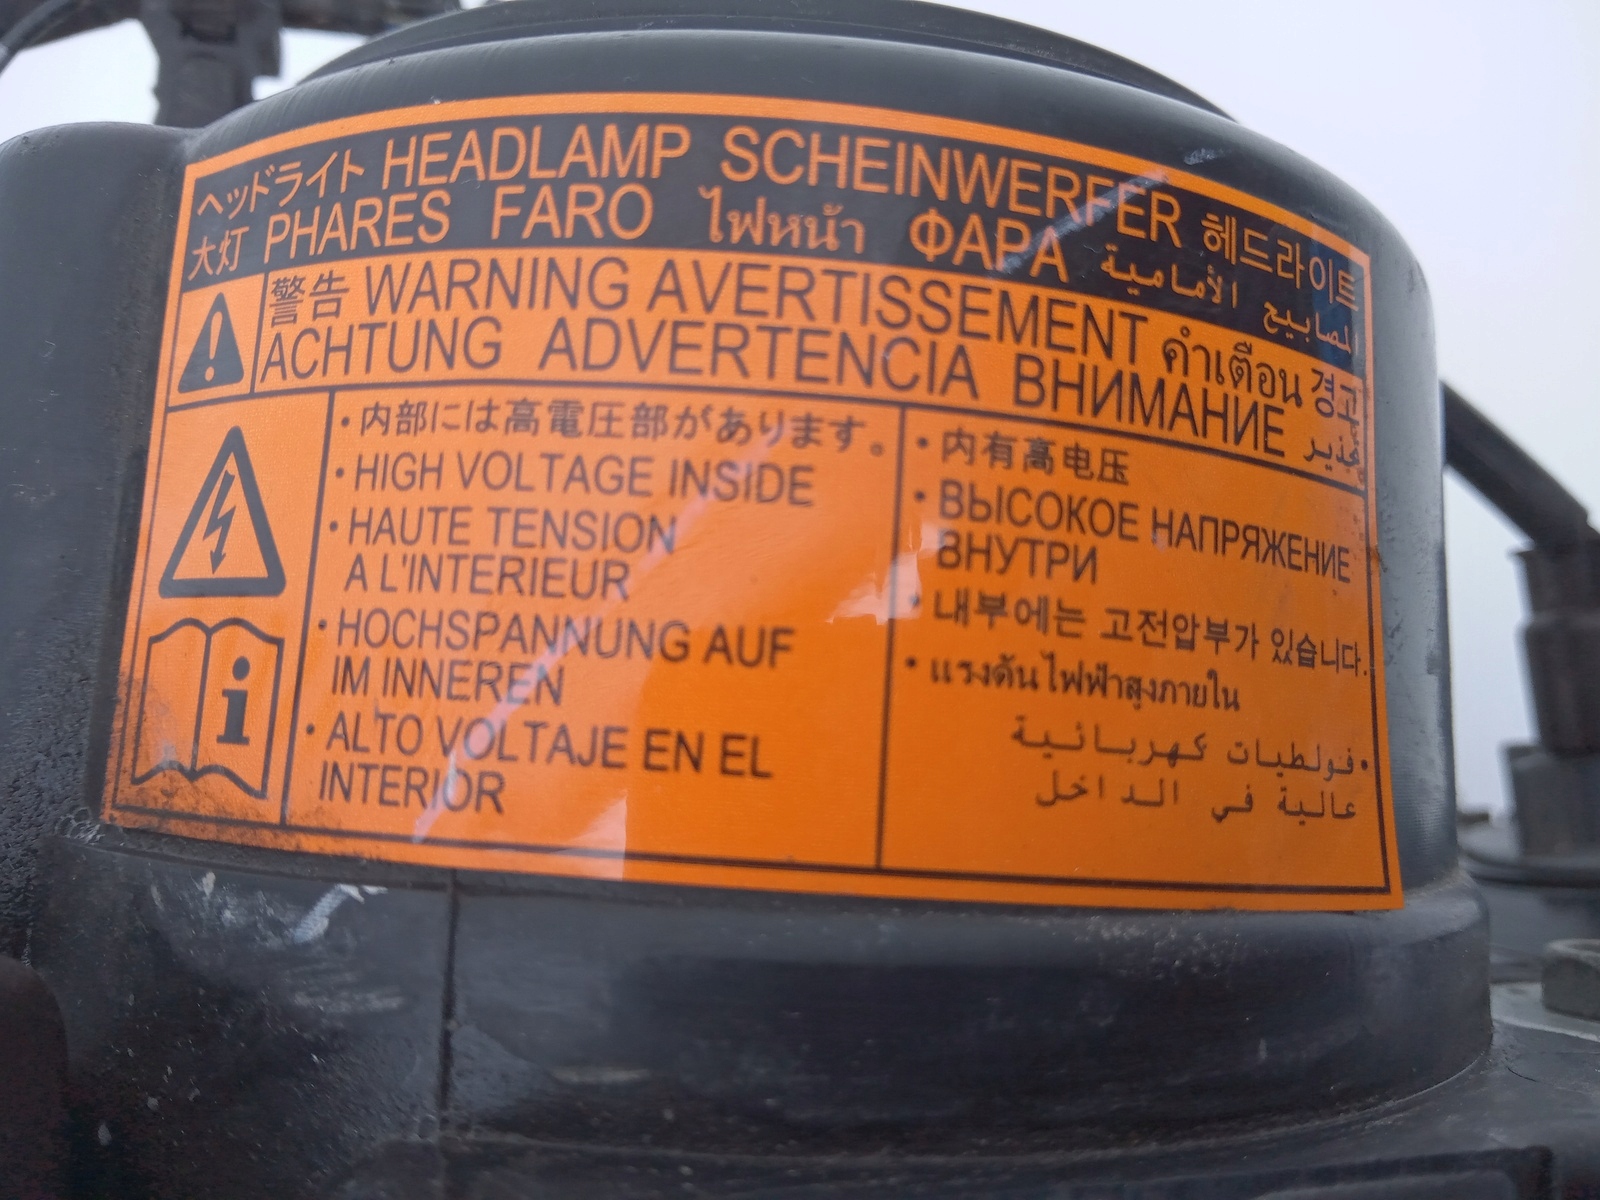 ヘッドライト HEADLAMP SCHEINWERFER 헤드라이트
大灯 PHARES FARO ไฟหน้า ФАРА المصابيح الأمامية
警告 WARNING AVERTISSEMENT คำเตือน 경고
ACHTUNG ADVERTENCIA ВНИМАНИЕ تحذير
・内部には高電圧部があります。
・HIGH VOLTAGE INSIDE
・HAUTE TENSION
A L'INTERIEUR
・HOCHSPANNUNG AUF
IM INNEREN
・ALTO VOLTAJE EN EL
INTERIOR
・内有高电压
・ВЫСОКОЕ НАПРЯЖЕНИЕ
ВНУТРИ
・내부에는 고전압부가 있습니다.
・แรงดันไฟฟ้าสูงภายใน
・فولطيات كهربائية
عالية في الداخل